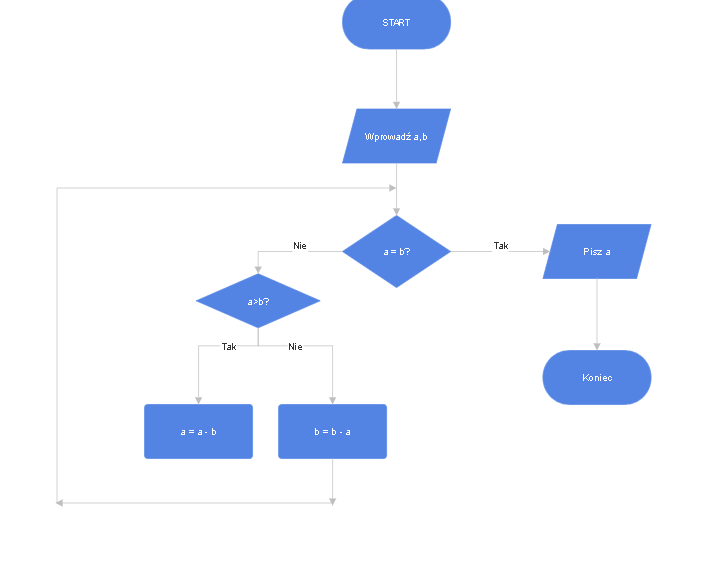 START
Wprowadź a,b
Nie
a = b?
Tak
Pisz a
a>b?
Tak
Nie
Koniec
a = a - b
b = b - a